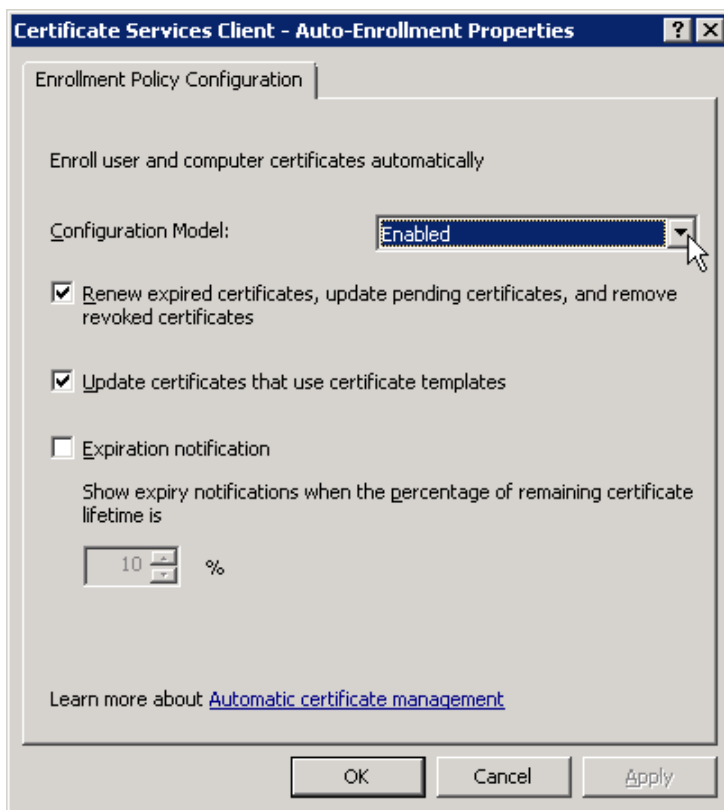 Certificate Services Client - Auto-Enrollment Properties
Enrollment Policy Configuration
Enroll user and computer certificates automatically
Configuration Model: Enabled
Renew expired certificates, update pending certificates, and remove
revoked certificates
Update certificates that use certificate templates
Expiration notification
Show expiry notifications when the percentage of remaining certificate
lifetime is
10 %
Learn more about Automatic certificate management
OK Cancel Apply